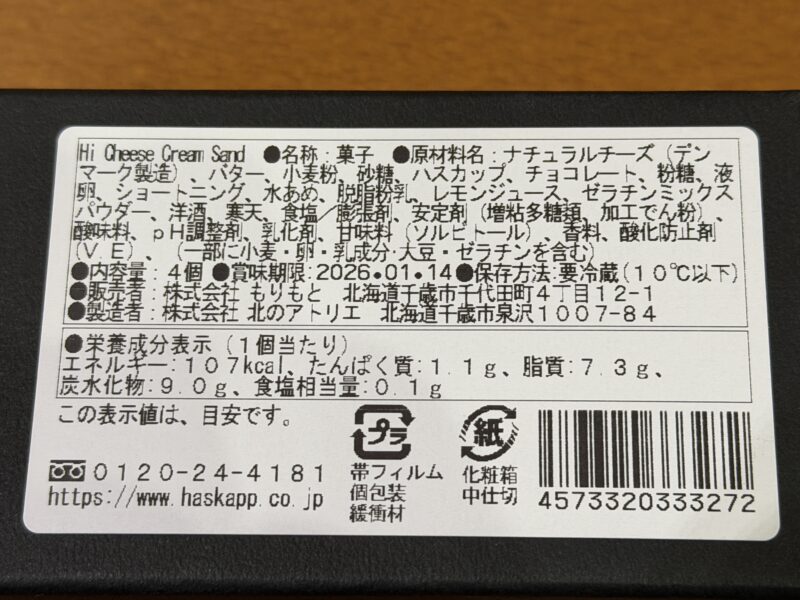 Hi Cheese Cream Sand ●名称：菓子 ●原材料名：ナチュラルチーズ（デン
マーク製造）、バター、小麦粉、砂糖、ハスカップ、チョコレート、粉糖、液
卵、ショートニング、水あめ、脱脂粉乳、レモンジュース、ゼラチンミックス
パウダー、洋酒、寒天、食塩／膨張剤、安定剤（増粘多糖類、加工でん粉）、
酸味料、ｐH調整剤、乳化剤、甘味料（ソルビトール）　香料、酸化防止剤
（V.E）、（一部に小麦・卵・乳成分・大豆・ゼラチンを含む）
●内容量：4個 ●賞味期限:2026.01.14●保存方法:要冷蔵（10℃以下）
●販売者：株式会社 もりもと 北海道千歳市千代田町4丁目12-1
●製造者：株式会社 北のアトリエ 北海道千歳市泉沢1007-84
●栄養成分表示（1個当たり）
エネルギー：107kcal、たんぱく質：1.1g、脂質：7.3g、
炭水化物：9.0g、食塩相当量：0.1g
この表示値は、目安です。
0120-24-4181
https://www.haskapp.co.jp
プラ
帯フィルム
個包装
緩衝材
紙
化粧箱
中仕切
4573320333272